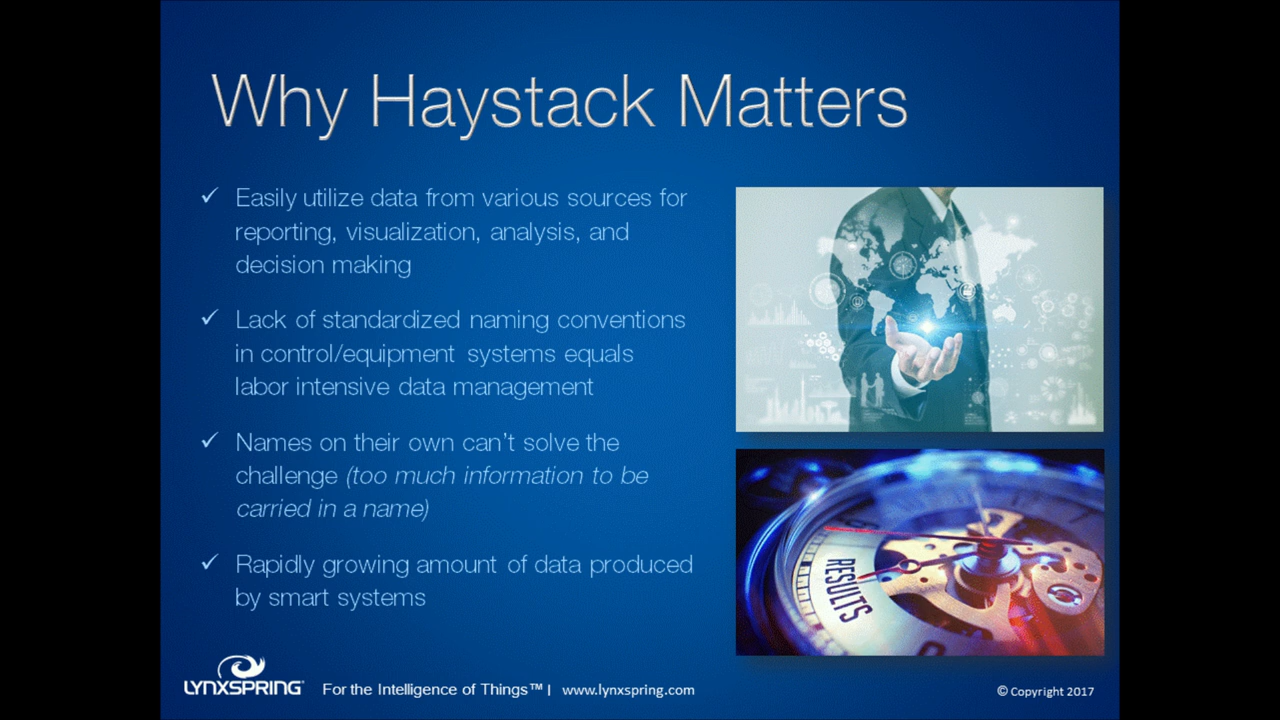 Why Haystack Matters
✓ Easily utilize data from various sources for
reporting, visualization, analysis, and
decision making
✓ Lack of standardized naming conventions
in control/equipment systems equals
labor intensive data management
✓ Names on their own can't solve the
challenge (too much information to be
carried in a name)
✓ Rapidly growing amount of data produced
by smart systems
RESULTS
LYNXSPRING® For the Intelligence of Things™ | www.lynxspring.com
© Copyright 2017